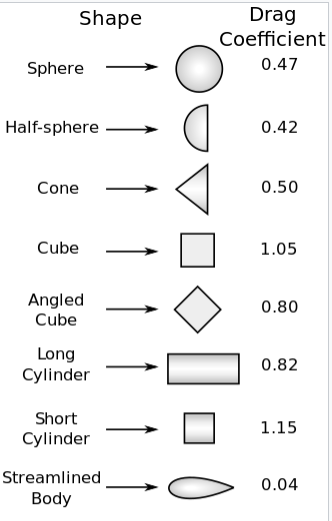 Shape Drag
Coefficient
Sphere 0.47
Half-sphere 0.42
Cone 0.50
Cube 1.05
Angled
Cube 0.80
Long
Cylinder 0.82
Short
Cylinder 1.15
Streamlined
Body 0.04